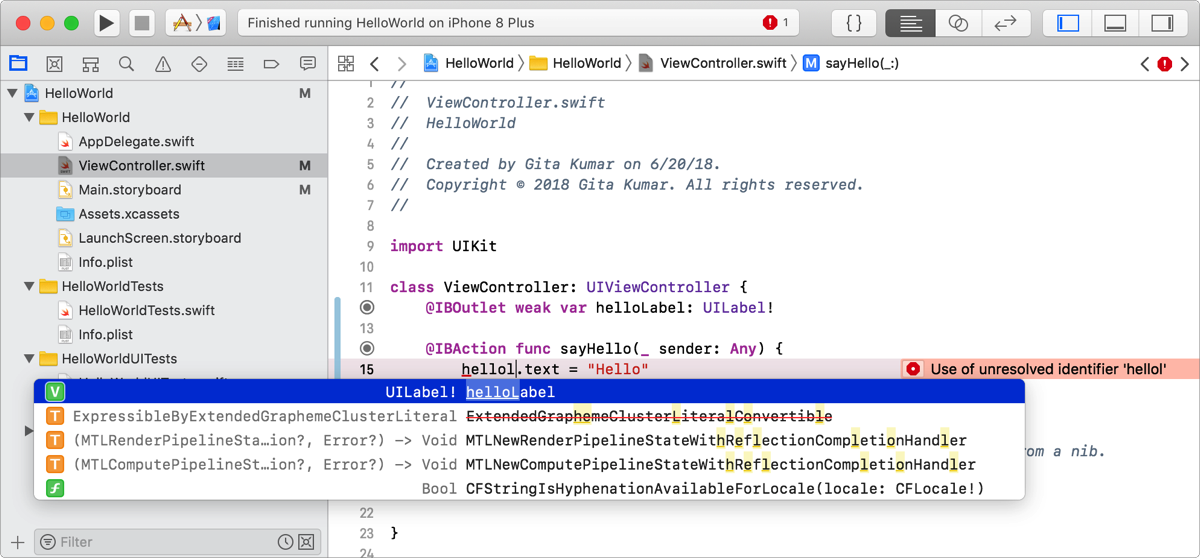 Finished running HelloWorld on iPhone 8 Plus 1
{ }
HelloWorld HelloWorld ViewController.swift M sayHello(_:)
HelloWorld M
HelloWorld
AppDelegate.swift
ViewController.swift M
Main.storyboard M
Assets.xcassets
LaunchScreen.storyboard
Info.plist
HelloWorldTests
HelloWorldTests.swift
Info.plist
HelloWorldUITests
Filter
1 //
2 // ViewController.swift
3 // HelloWorld
4 //
5 // Created by Gita Kumar on 6/20/18.
6 // Copyright © 2018 Gita Kumar. All rights reserved.
7 //
8
9 import UIKit
10
11 class ViewController: UIViewController {
@IBOutlet weak var helloLabel: UILabel!
13
@IBAction func sayHello(_ sender: Any) {
15 hellol.text = "Hello" Use of unresolved identifier 'hellol'
V UILabel! helloLabel
T ExpressibleByExtendedGraphemeClusterLiteral ExtendedGraphemeClusterLiteralConvertible
T (MTLRenderPipelineSta…ion?, Error?) -> Void MTLNewRenderPipelineStateWithReflectionCompletionHandler
T (MTLComputePipelineSt…ion?, Error?) -> Void MTLNewComputePipelineStateWithReflectionCompletionHandler
f Bool CFStringIsHyphenationAvailableForLocale(locale: CFLocale!)
om a nib.
22
23 }
24